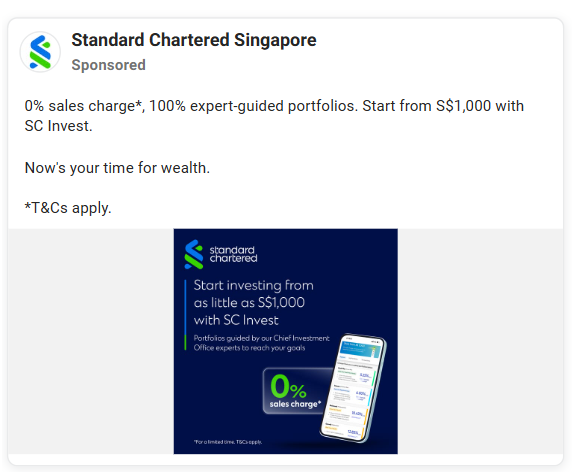 Standard Chartered Singapore
Sponsored
0% sales charge*, 100% expert-guided portfolios. Start from S$1,000 with
SC Invest.
Now's your time for wealth.
*T&Cs apply.
standard
chartered
Start investing from
as little as S$1,000
with SC Invest
Portfolios guided by our Chief Investment
Office experts to reach your goals
0%
sales charge*
*For a limited time. T&Cs apply.